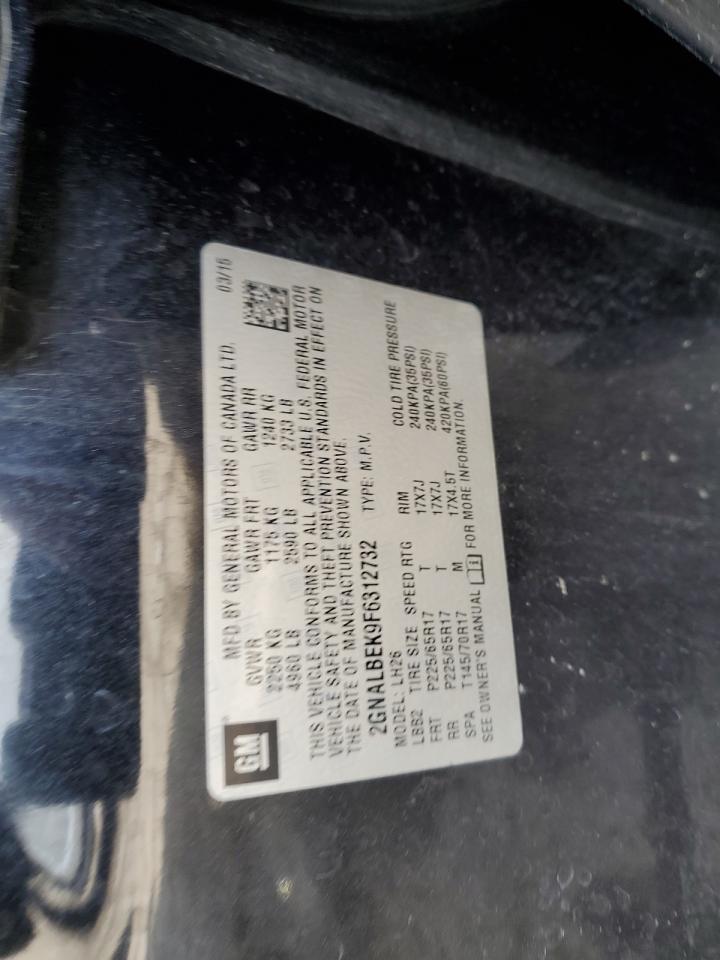 GM
MFD BY GENERAL MOTORS OF CANADA LTD. 03/15
GVWR GAWR FRT GAWR RR
2250 KG 1175 KG 1240 KG
4960 LB 2590 LB 2733 LB
THIS VEHICLE CONFORMS TO ALL APPLICABLE U.S. FEDERAL MOTOR
VEHICLE SAFETY AND THEFT PREVENTION STANDARDS IN EFFECT ON
THE DATE OF MANUFACTURE SHOWN ABOVE.
2GNALBEK9F6312732 TYPE: M.P.V.
MODEL: LH26
LBB2 TIRE SIZE SPEED RTG RIM COLD TIRE PRESSURE
FRT P225/65R17 T 17X7J 240KPA(35PSI)
RR P225/65R17 T 17X7J 240KPA(35PSI)
SPA T145/70R17 M 17X4.5T 420KPA(60PSI)
SEE OWNER'S MANUAL FOR MORE INFORMATION.